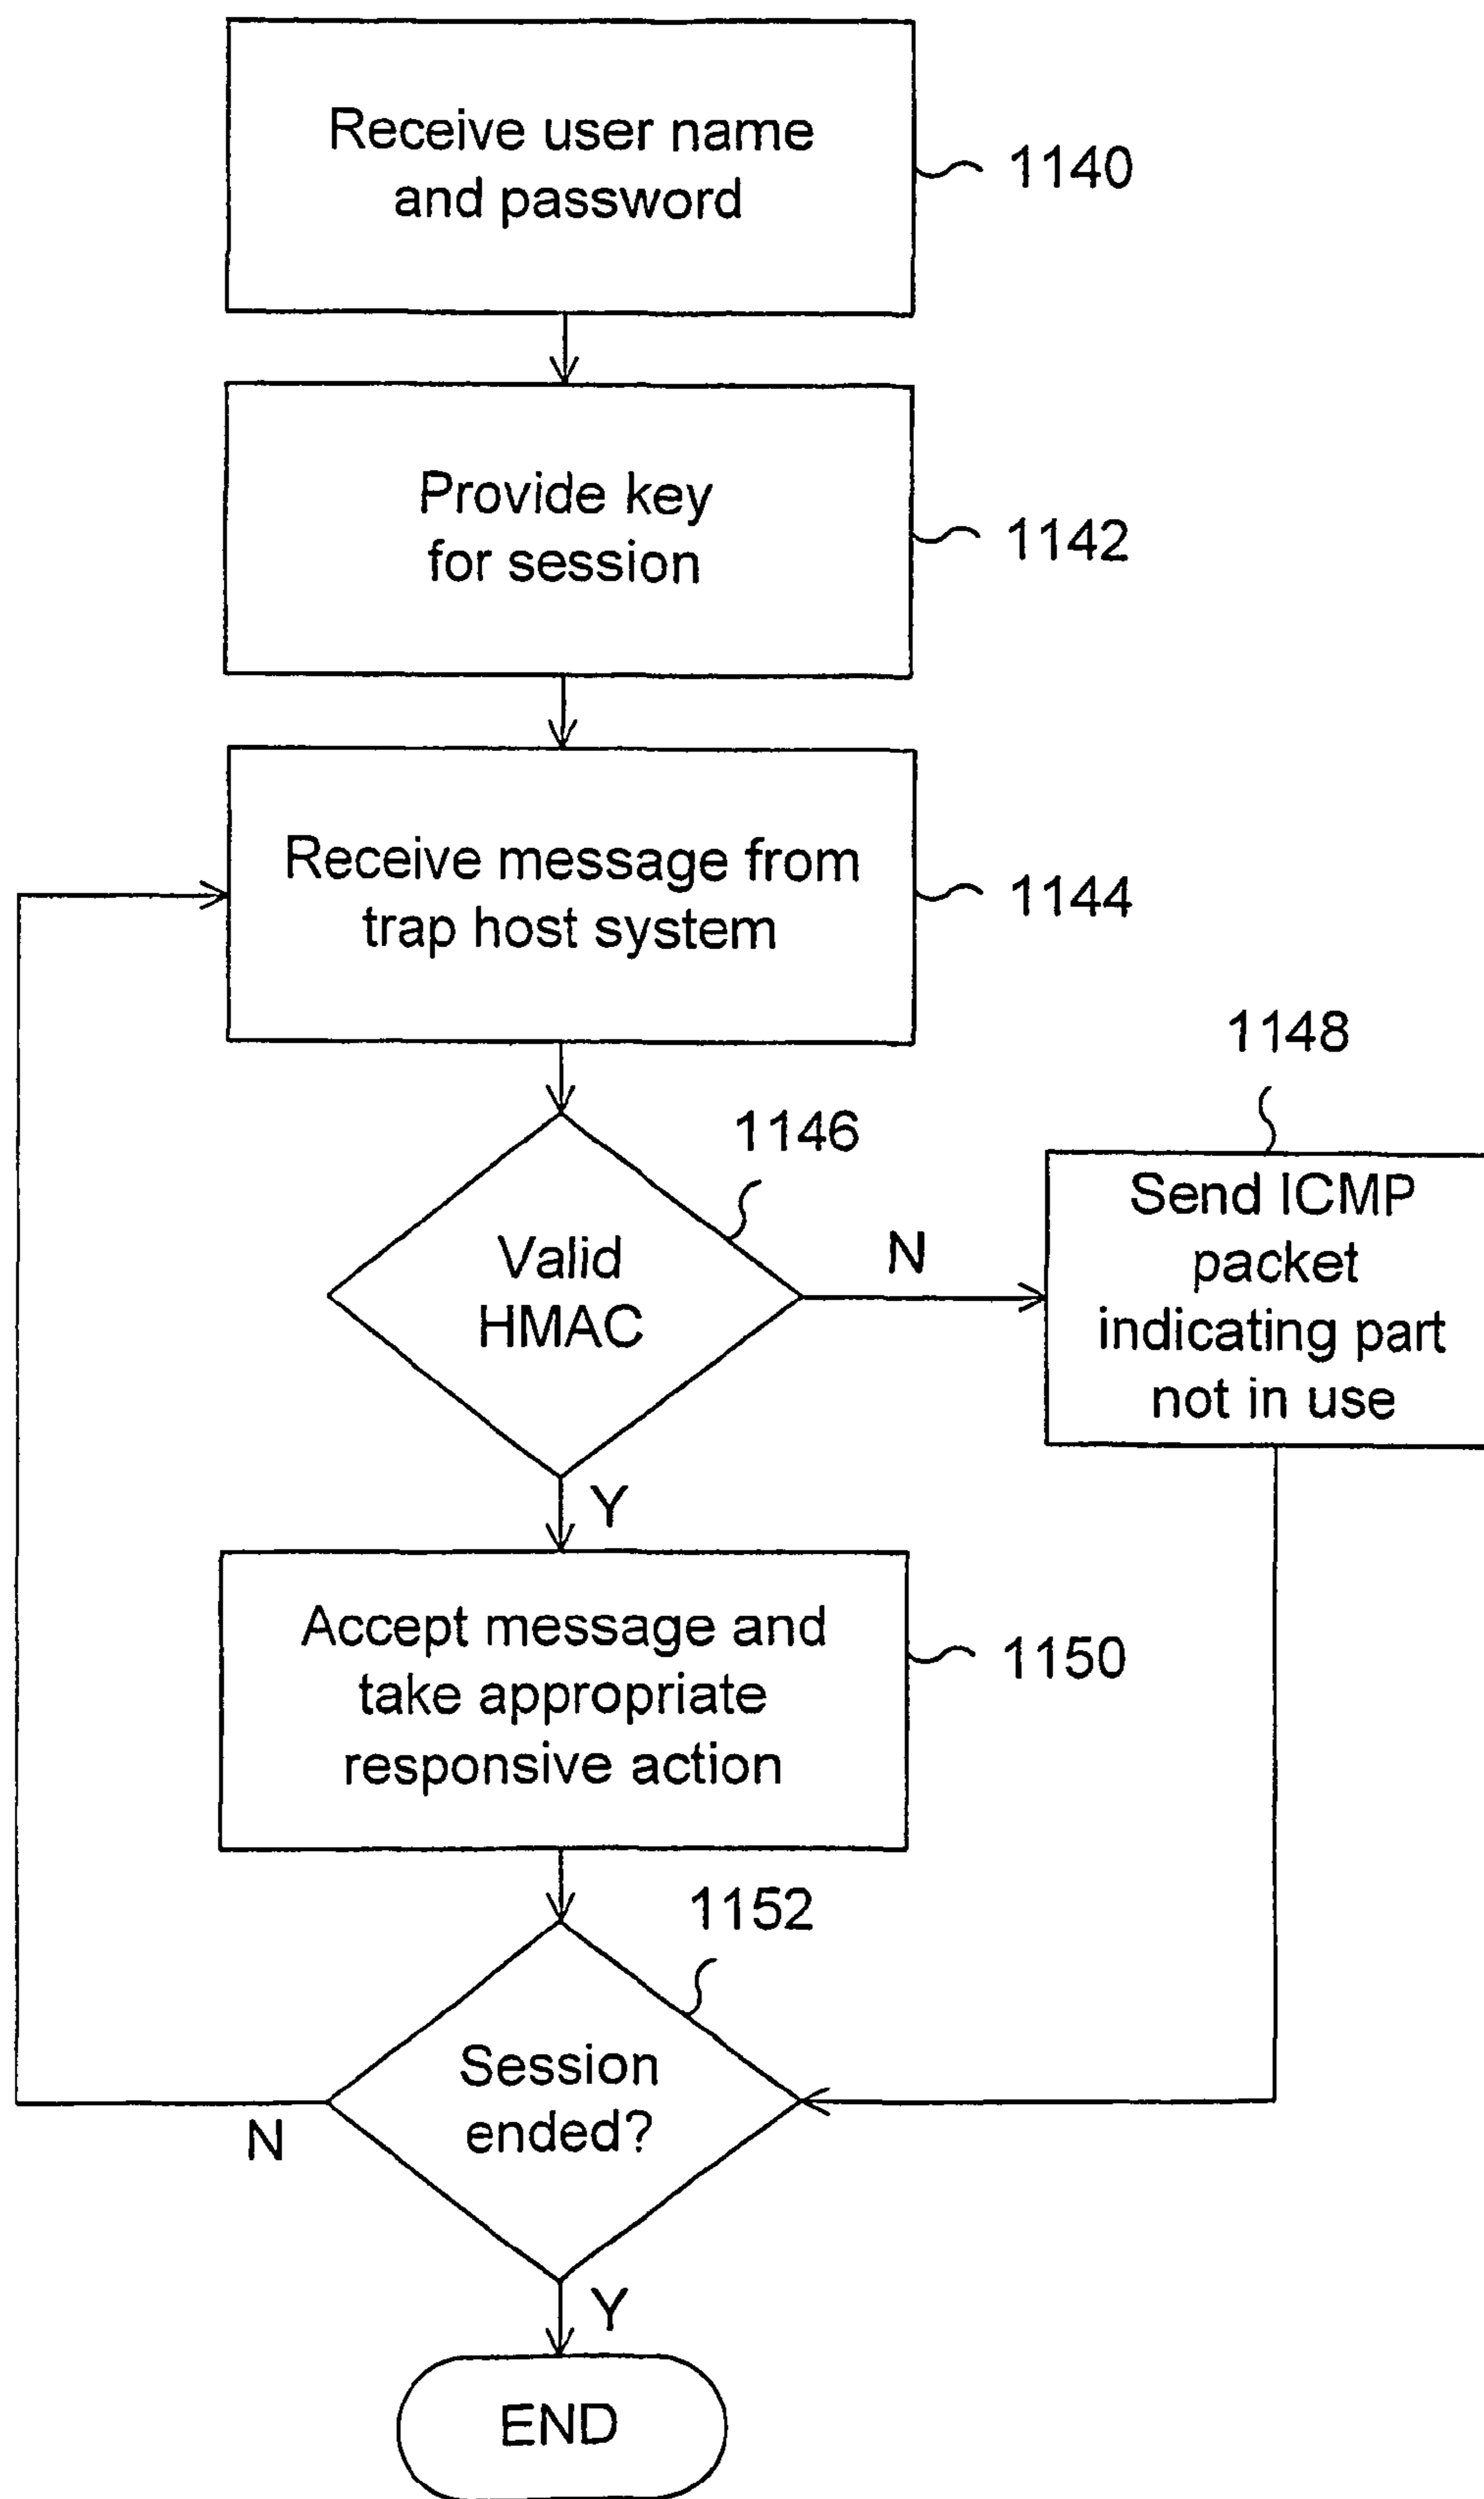 Receive user name
and password
1140
Provide key
for session
1142
Receive message from
trap host system
1144
1146
Valid
HMAC
N
1148
Send ICMP
packet
indicating part
not in use
Y
Accept message and
take appropriate
responsive action
1150
1152
Session
ended?
N
Y
END